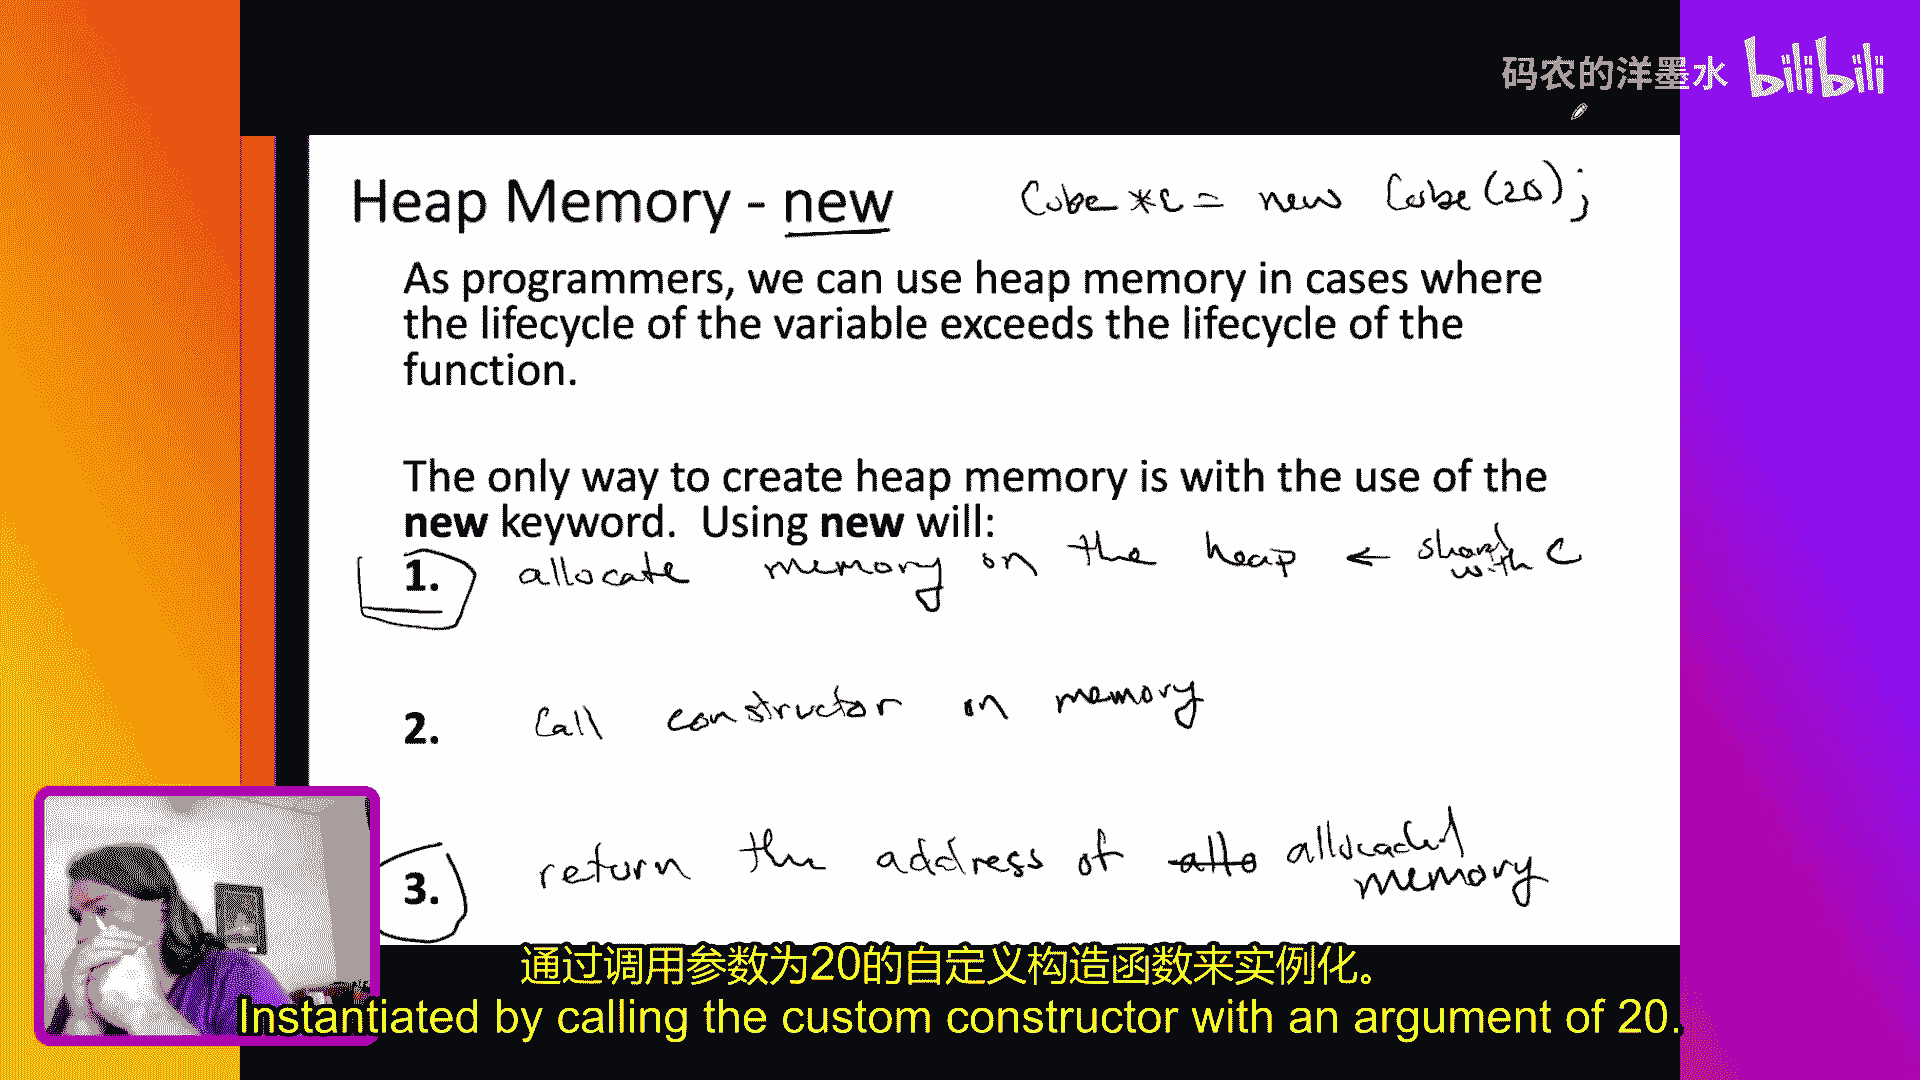 码农的洋墨水 bilibili
Heap Memory - new
Cube *c = new Cube(20);
As programmers, we can use heap memory in cases where
the lifecycle of the variable exceeds the lifecycle of the
function.
The only way to create heap memory is with the use of the
new keyword. Using new will:
1. allocate memory on the heap ← shared with C
2. Call constructor on memory
3. return the address of allo allocated
memory
通过调用参数为20的自定义构造函数来实例化。
Instantiated by calling the custom constructor with an argument of 20.